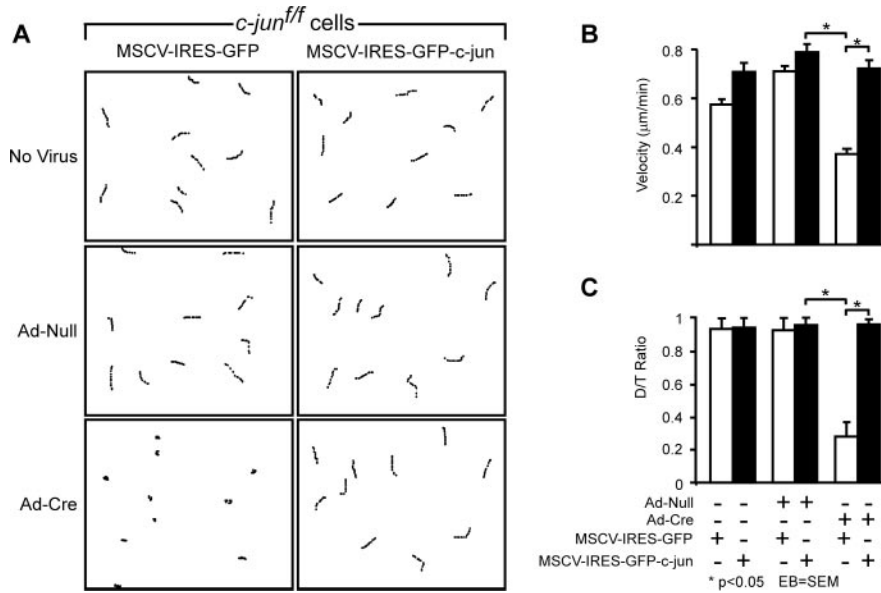 A
c-jun^f/f cells
MSCV-IRES-GFP MSCV-IRES-GFP-c-jun
No Virus
Ad-Null
Ad-Cre
B
* *
Velocity (μm/min)
0.8
0.6
0.4
0.2
C
* *
D/T Ratio
1
0.8
0.6
0.4
0.2
0
Ad-Null - - + + - -
Ad-Cre - - - - + +
MSCV-IRES-GFP + - + - + -
MSCV-IRES-GFP-c-jun - + - + - +
* p<0.05 EB=SEM